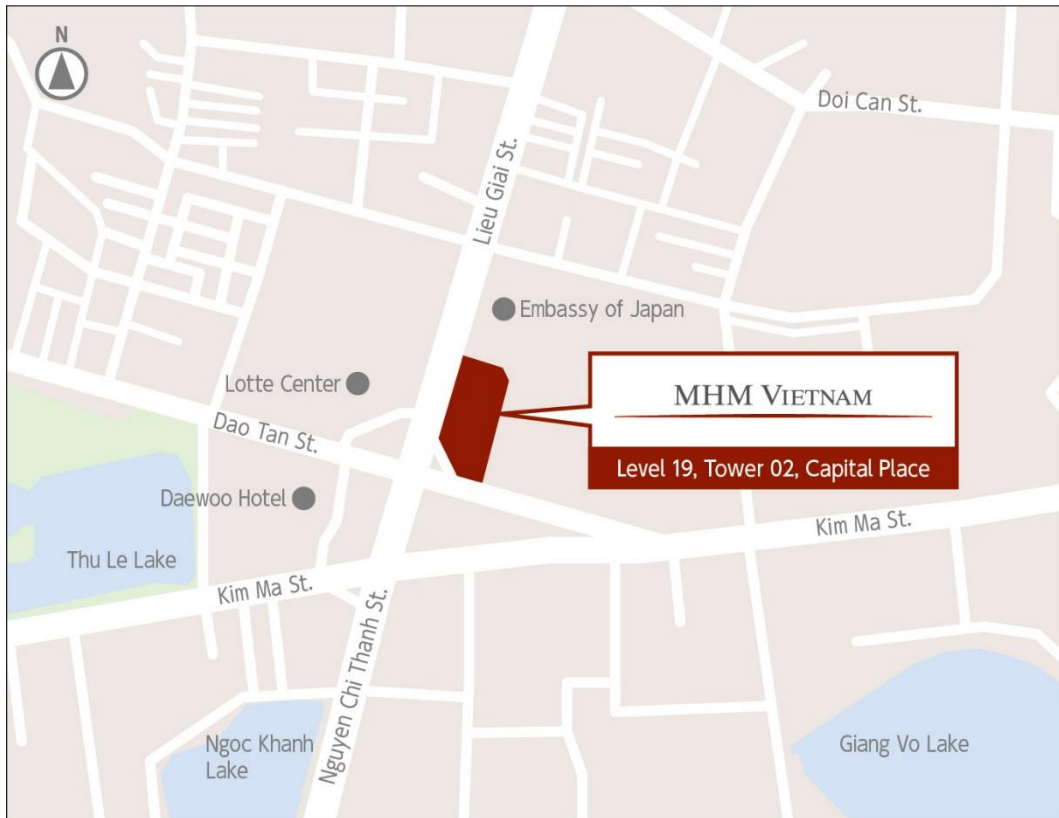 N
Doi Can St.
Lieu Giai St.
Embassy of Japan
Lotte Center
MHM VIETNAM
Dao Tan St.
Level 19, Tower 02, Capital Place
Daewoo Hotel
Kim Ma St.
Thu Le Lake
Kim Ma St.
Nguyen Chi Thanh St.
Ngoc Khanh
Lake
Giang Vo Lake